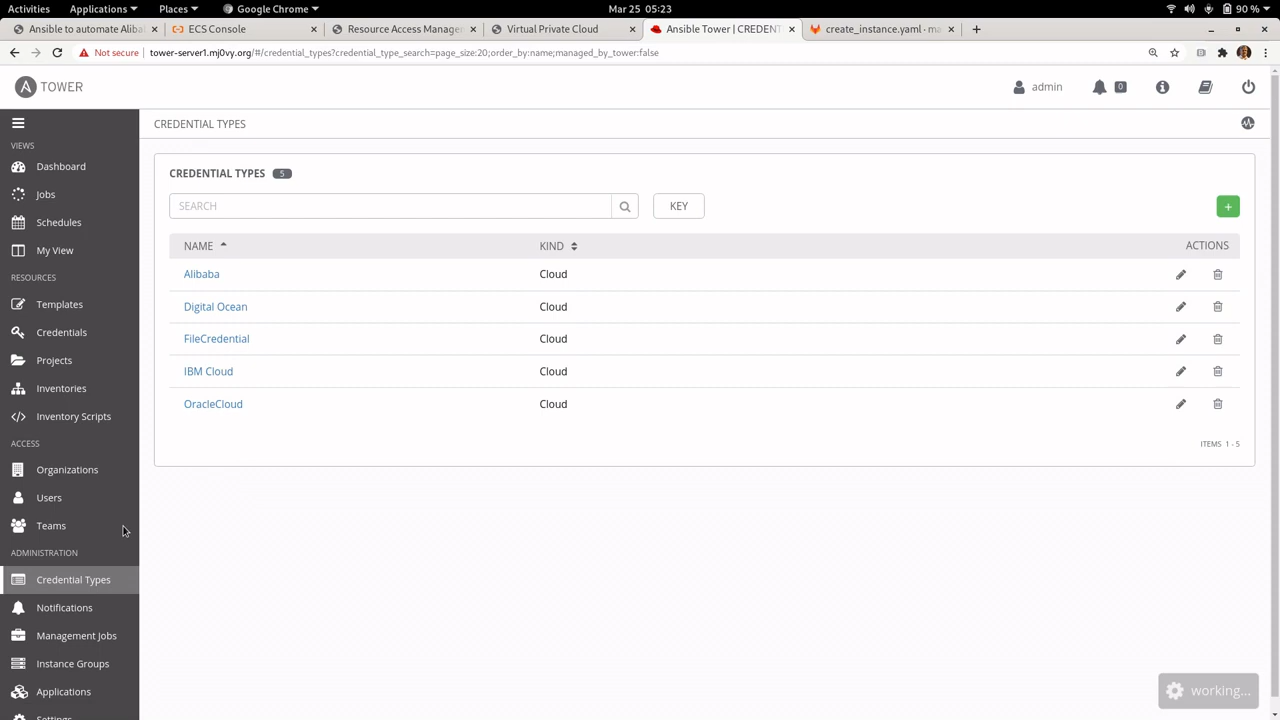 Activities Applications Places Google Chrome Mar 25 05:23 90 %
Ansible to automate Alibal ECS Console Resource Access Manage Virtual Private Cloud Ansible Tower | CREDENT create_instance.yaml · ma
Not secure tower-server1.mj0vy.org/#/credential_types?credential_type_search=page_size:20;order_by:name;managed_by_tower:false
A TOWER admin 0
VIEWS
Dashboard
Jobs
Schedules
My View
RESOURCES
Templates
Credentials
Projects
Inventories
Inventory Scripts
ACCESS
Organizations
Users
Teams
ADMINISTRATION
Credential Types
Notifications
Management Jobs
Instance Groups
Applications
Settings
CREDENTIAL TYPES
CREDENTIAL TYPES 5
SEARCH KEY +
NAME KIND ACTIONS
Alibaba Cloud
Digital Ocean Cloud
FileCredential Cloud
IBM Cloud Cloud
OracleCloud Cloud
ITEMS 1 - 5
working...